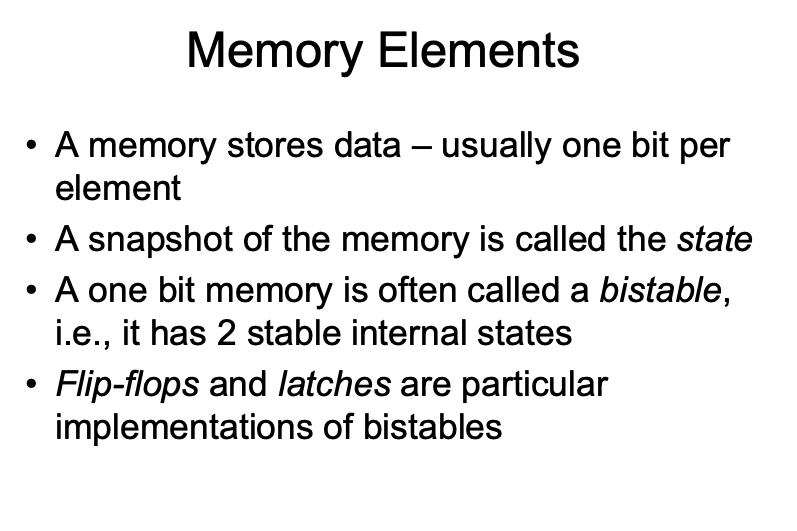 Memory Elements
• A memory stores data – usually one bit per
element
• A snapshot of the memory is called the state
• A one bit memory is often called a bistable,
i.e., it has 2 stable internal states
• Flip-flops and latches are particular
implementations of bistables